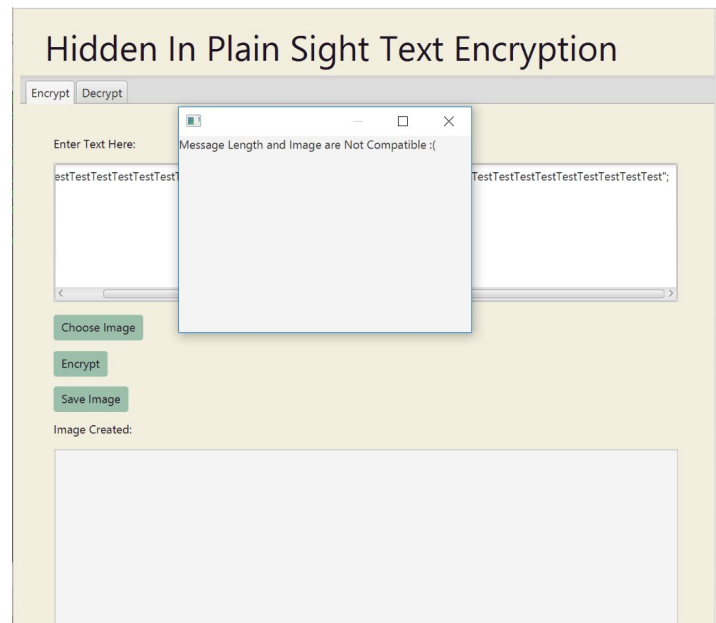 Hidden In Plain Sight Text Encryption
Encrypt Decrypt
Message Length and Image are Not Compatible :(
Enter Text Here:
estTestTestTestTestTestT TestTestTestTestTestTestTestTestTest";
Choose Image
Encrypt
Save Image
Image Created: